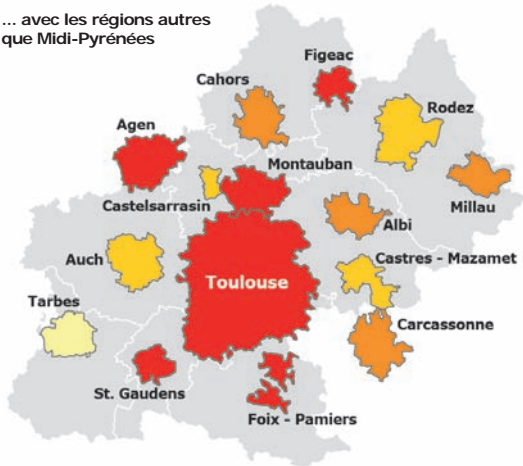 ... avec les régions autres
que Midi-Pyrénées
Figeac
Cahors
Rodez
Agen
Montauban
Castelsarrasin
Millau
Albi
Auch
Castres - Mazamet
Toulouse
Tarbes
Carcassonne
St. Gaudens
Foix - Pamiers